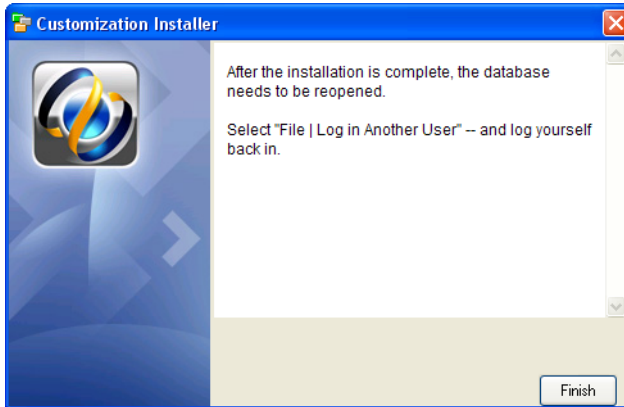 Customization Installer
After the installation is complete, the database
needs to be reopened.
Select "File | Log in Another User" -- and log yourself
back in.
Finish